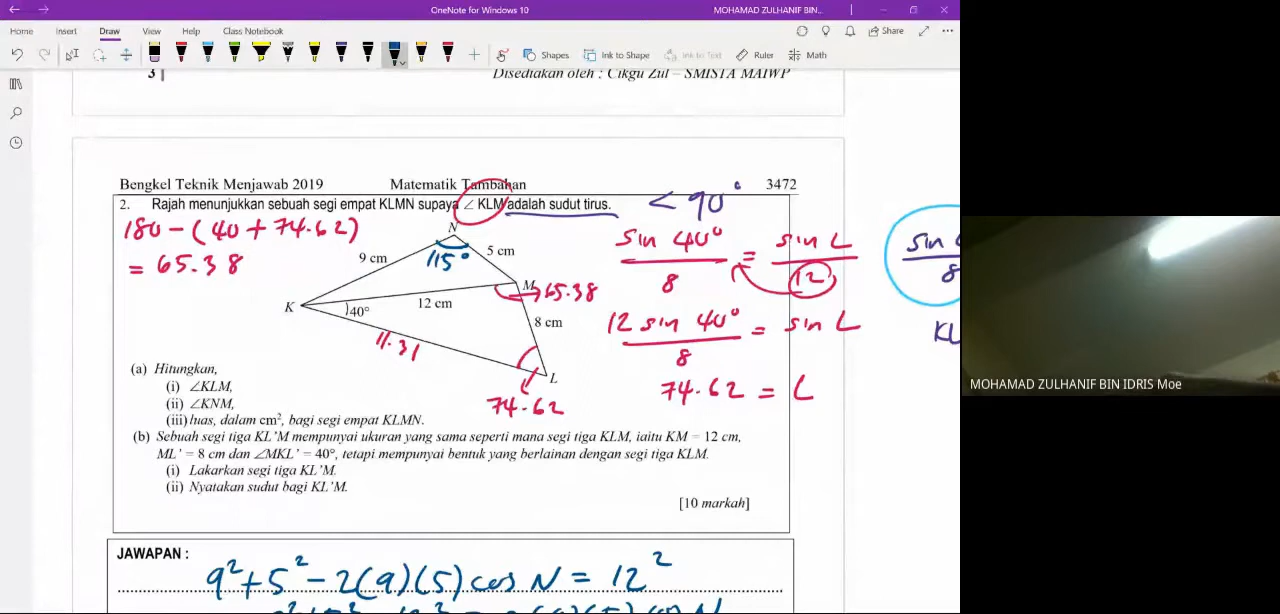 OneNote for Windows 10
MOHAMAD ZULHANIF BIN...
Home Insert Draw View Help Class Notebook
Share
Shapes Ink to Shape Ink to Text Ruler Math
3 |
Disediakan oleh : Cikgu Zul – SMISTA MAIWP
Bengkel Teknik Menjawab 2019 Matematik Tambahan 3472
2. Rajah menunjukkan sebuah segi empat KLMN supaya ∠ KLM adalah sudut tirus.
< 90°
180 - (40 + 74.62)
= 65.38
N
9 cm
115°
5 cm
M
65.38
K
40°
12 cm
8 cm
11.31
L
74.62
sin 40° / 8 = sin L / 12
12 sin 40° / 8 = sin L
74.62 = L
sin
8
KL
(a) Hitungkan,
(i) ∠KLM,
(ii) ∠KNM,
(iii) luas, dalam cm², bagi segi empat KLMN.
(b) Sebuah segi tiga KL'M mempunyai ukuran yang sama seperti mana segi tiga KLM, iaitu KM = 12 cm,
ML' = 8 cm dan ∠MKL' = 40°, tetapi mempunyai bentuk yang berlainan dengan segi tiga KLM.
(i) Lakarkan segi tiga KL'M.
(ii) Nyatakan sudut bagi KL'M.
[10 markah]
JAWAPAN :
9² + 5² - 2(9)(5) cos N = 12²
MOHAMAD ZULHANIF BIN IDRIS Moe